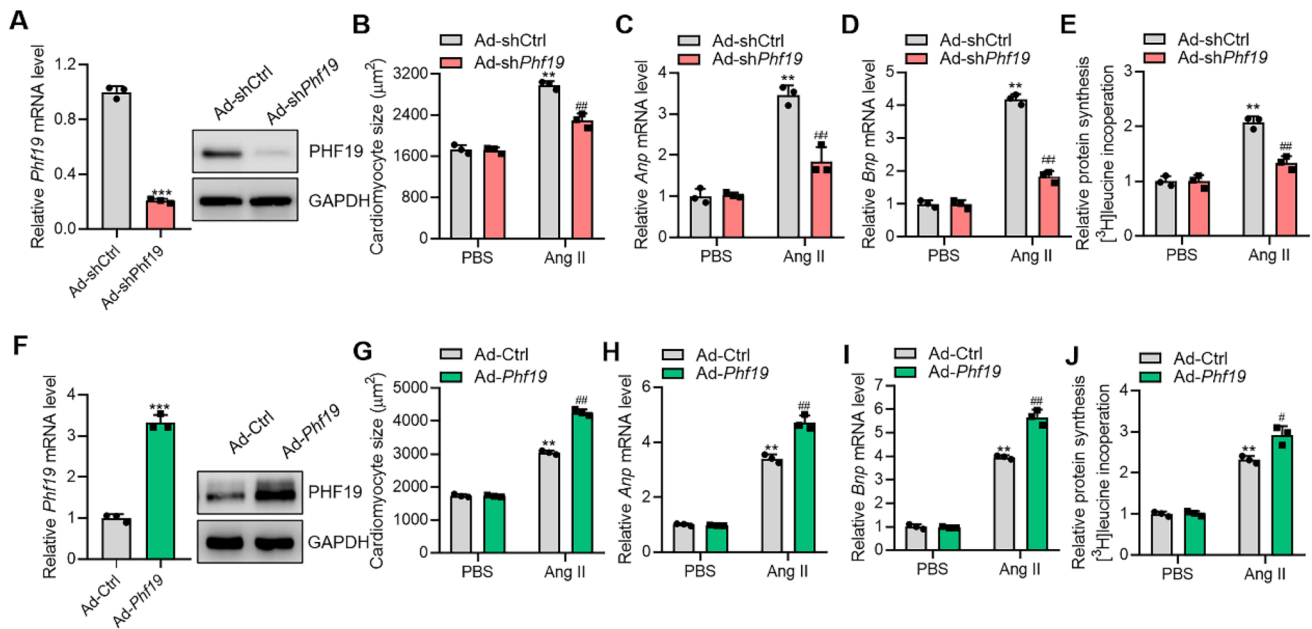 A
Relative Phf19 mRNA level
1.2
0.8
0.4
0.0
***
Ad-shCtrl
Ad-shPhf19
Ad-shCtrl
Ad-shPhf19
PHF19
GAPDH
B
Ad-shCtrl
Ad-shPhf19
Cardiomyocyte size (μm²)
3200
2400
1600
800
0
**
##
PBS
Ang II
C
Ad-shCtrl
Ad-shPhf19
Relative Anp mRNA level
4
3
2
1
0
**
##
PBS
Ang II
D
Ad-shCtrl
Ad-shPhf19
Relative Bnp mRNA level
5
4
3
2
1
0
**
##
PBS
Ang II
E
Ad-shCtrl
Ad-shPhf19
Relative protein synthesis
[³H]leucine incoperation
3
2
1
0
**
##
PBS
Ang II
F
Relative Phf19 mRNA level
4
3
2
1
0
***
Ad-Ctrl
Ad-Phf19
Ad-Ctrl
Ad-Phf19
PHF19
GAPDH
G
Ad-Ctrl
Ad-Phf19
Cardiomyocyte size (μm²)
5000
4000
3000
2000
1000
0
**
##
PBS
Ang II
H
Ad-Ctrl
Ad-Phf19
Relative Anp mRNA level
6
4
2
0
**
##
PBS
Ang II
I
Ad-Ctrl
Ad-Phf19
Relative Bnp mRNA level
7
6
5
4
3
2
1
0
**
##
PBS
Ang II
J
Ad-Ctrl
Ad-Phf19
Relative protein synthesis
[³H]leucine incoperation
4
3
2
1
0
**
#
PBS
Ang II